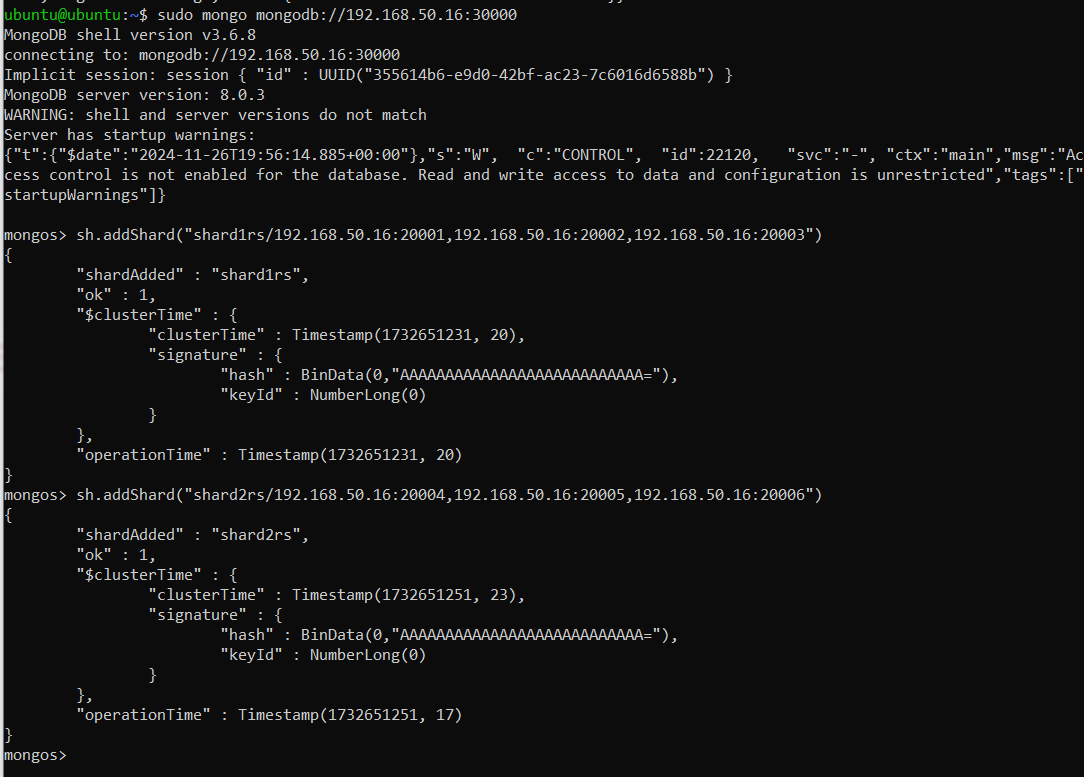 ubuntu@ubuntu:~$ sudo mongo mongodb://192.168.50.16:30000
MongoDB shell version v3.6.8
connecting to: mongodb://192.168.50.16:30000
Implicit session: session { "id" : UUID("355614b6-e9d0-42bf-ac23-7c6016d6588b") }
MongoDB server version: 8.0.3
WARNING: shell and server versions do not match
Server has startup warnings:
{"t":{"$date":"2024-11-26T19:56:14.885+00:00"},"s":"W",  "c":"CONTROL",  "id":22120,   "svc":"-", "ctx":"main","msg":"Ac
cess control is not enabled for the database. Read and write access to data and configuration is unrestricted","tags":["
startupWarnings"]}
mongos> sh.addShard("shard1rs/192.168.50.16:20001,192.168.50.16:20002,192.168.50.16:20003")
{
        "shardAdded" : "shard1rs",
        "ok" : 1,
        "$clusterTime" : {
                "clusterTime" : Timestamp(1732651231, 20),
                "signature" : {
                        "hash" : BinData(0,"AAAAAAAAAAAAAAAAAAAAAAAAAAA="),
                        "keyId" : NumberLong(0)
                }
        },
        "operationTime" : Timestamp(1732651231, 20)
}
mongos> sh.addShard("shard2rs/192.168.50.16:20004,192.168.50.16:20005,192.168.50.16:20006")
{
        "shardAdded" : "shard2rs",
        "ok" : 1,
        "$clusterTime" : {
                "clusterTime" : Timestamp(1732651251, 23),
                "signature" : {
                        "hash" : BinData(0,"AAAAAAAAAAAAAAAAAAAAAAAAAAA="),
                        "keyId" : NumberLong(0)
                }
        },
        "operationTime" : Timestamp(1732651251, 17)
}
mongos>